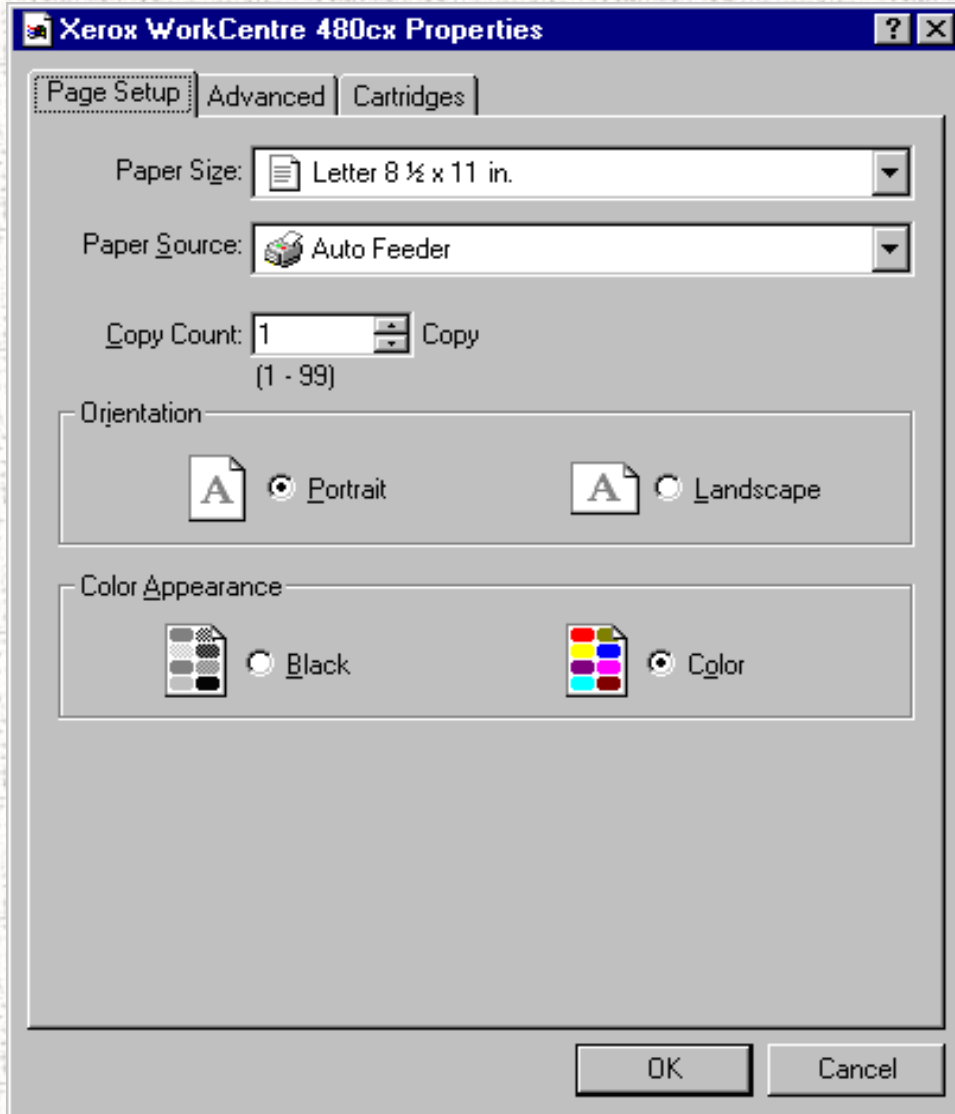 Xerox WorkCentre 480cx Properties
Page Setup Advanced Cartridges
Paper Size: Letter 8 ½ x 11 in.
Paper Source: Auto Feeder
Copy Count: 1 Copy
(1 - 99)
Orientation
A Portrait A Landscape
Color Appearance
Black Color
OK Cancel